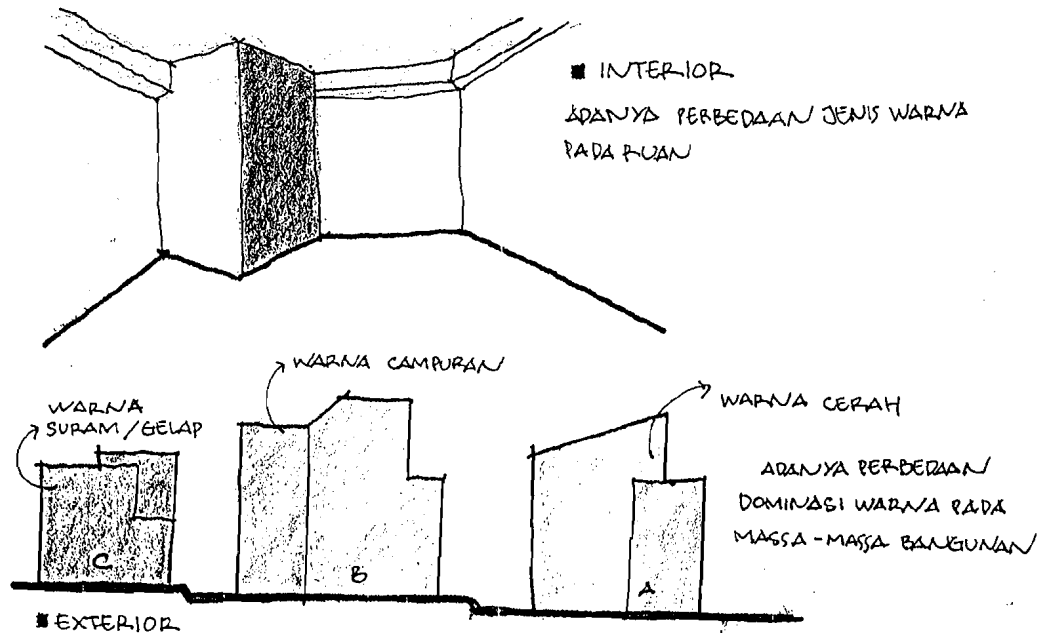 INTERIOR
ADANYA PERBEDAAN JENIS WARNA
PADA RUAN
WARNA CAMPURAN
WARNA
SURAM/GELAP
WARNA CERAH
ADANYA PERBEDAAN
DOMINASI WARNA PADA
MASSA-MASSA BANGUNAN
C
B
A
EXTERIOR